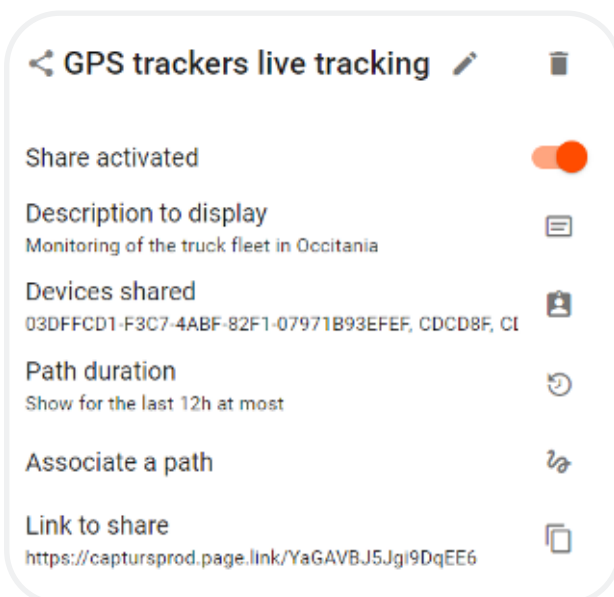 GPS trackers live tracking
Share activated
Description to display
Monitoring of the truck fleet in Occitania
Devices shared
03DFFCD1-F3C7-4ABF-82F1-07971B93EFEF, CDCD8F,
Path duration
Show for the last 12h at most
Associate a path
Link to share
https://captursprod.page.link/YaGAVBJ5Jgi9DqEE6